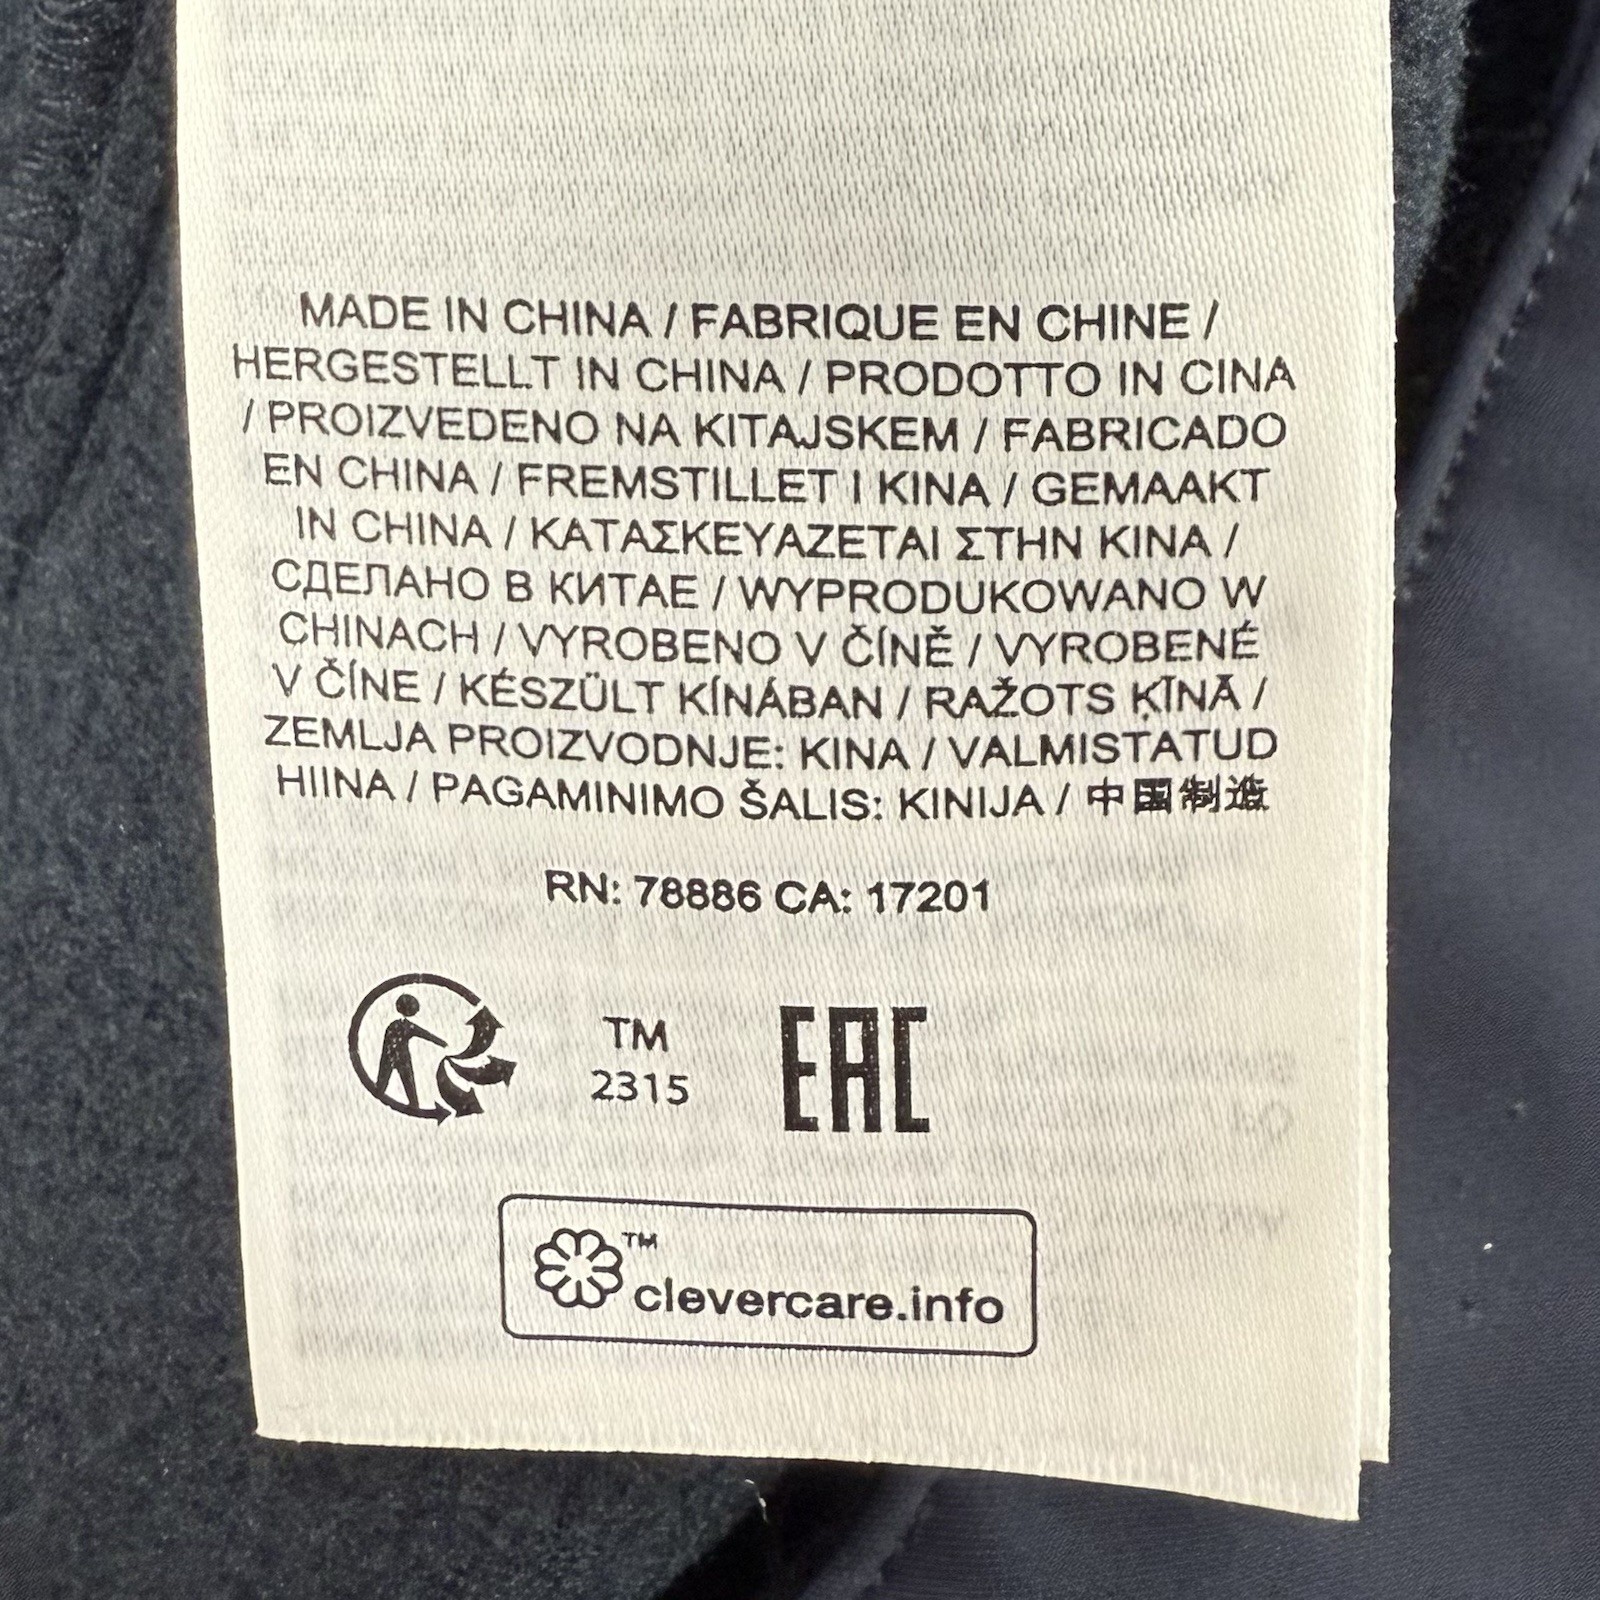 MADE IN CHINA / FABRIQUE EN CHINE /
HERGESTELLT IN CHINA / PRODOTTO IN CINA
/ PROIZVEDENO NA KITAJSKEM / FABRICADO
EN CHINA / FREMSTILLET I KINA / GEMAAKT
IN CHINA / ΚΑΤΑΣΚΕΥΑΖΕΤΑΙ ΣΤΗΝ ΚΙΝΑ /
СДЕЛАНО В КИТАЕ / WYPRODUKOWANO W
CHINACH / VYROBENO V ČÍNĚ / VYROBENÉ
V ČÍNE / KÉSZÜLT KÍNÁBAN / RAŽOTS ĶĪNĀ /
ZEMLJA PROIZVODNJE: KINA / VALMISTATUD
HIINA / PAGAMINIMO ŠALIS: KINIJA / 中国制造
RN: 78886 CA: 17201
TM
2315
EAC
™
clevercare.info